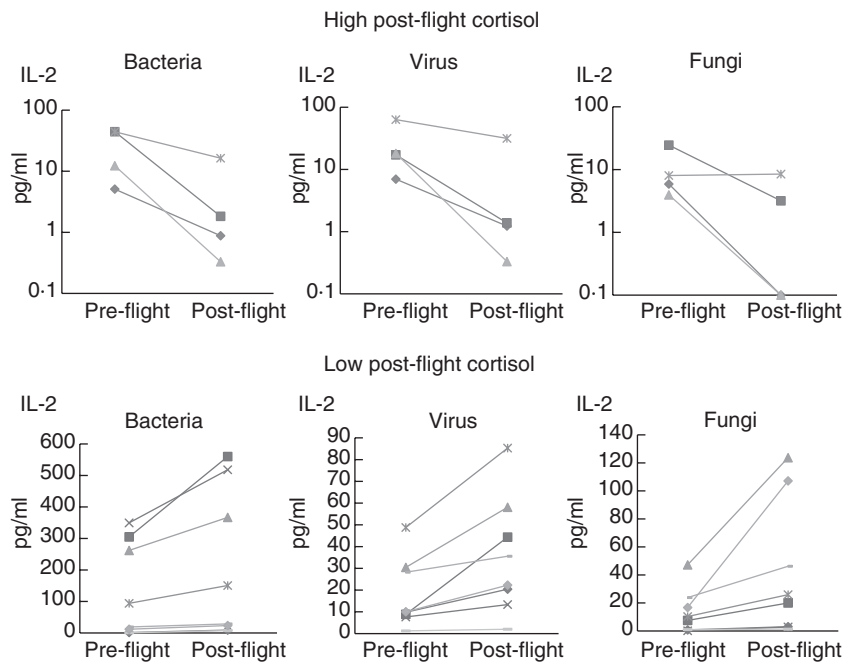 High post-flight cortisol
IL-2
Bacteria
100
10
1
0·1
pg/ml
Pre-flight Post-flight
IL-2
Virus
100
10
1
0·1
pg/ml
Pre-flight Post-flight
IL-2
Fungi
100
10
1
0·1
pg/ml
Pre-flight Post-flight
Low post-flight cortisol
IL-2
Bacteria
600
500
400
300
200
100
0
pg/ml
Pre-flight Post-flight
IL-2
Virus
90
80
70
60
50
40
30
20
10
0
pg/ml
Pre-flight Post-flight
IL-2
Fungi
140
120
100
80
60
40
20
0
pg/ml
Pre-flight Post-flight